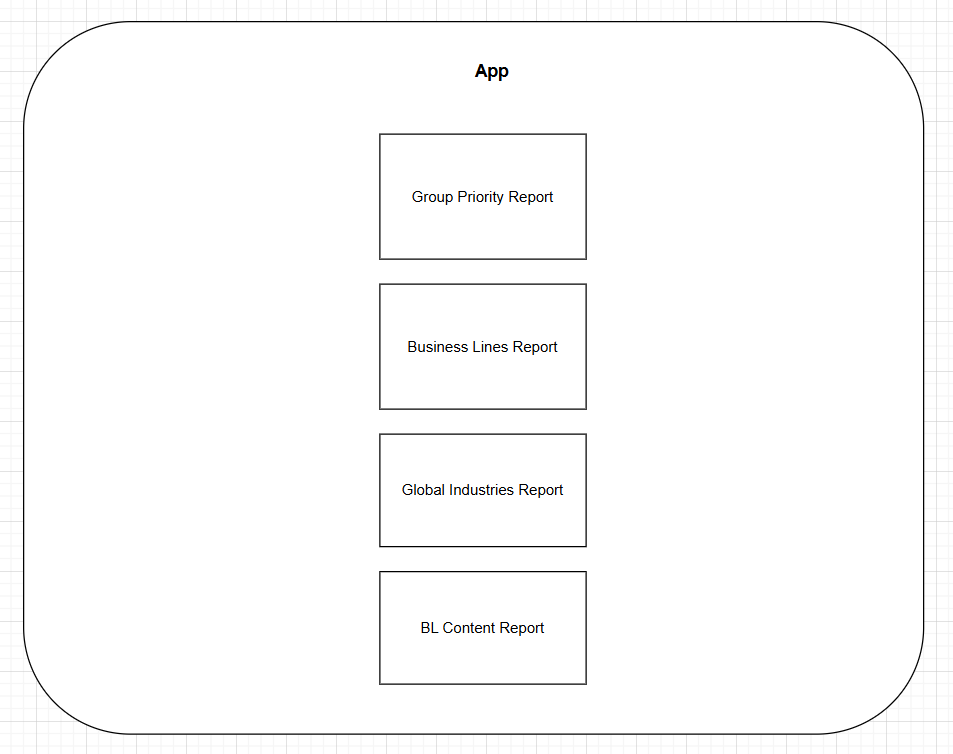 App
Group Priority Report
Business Lines Report
Global Industries Report
BL Content Report